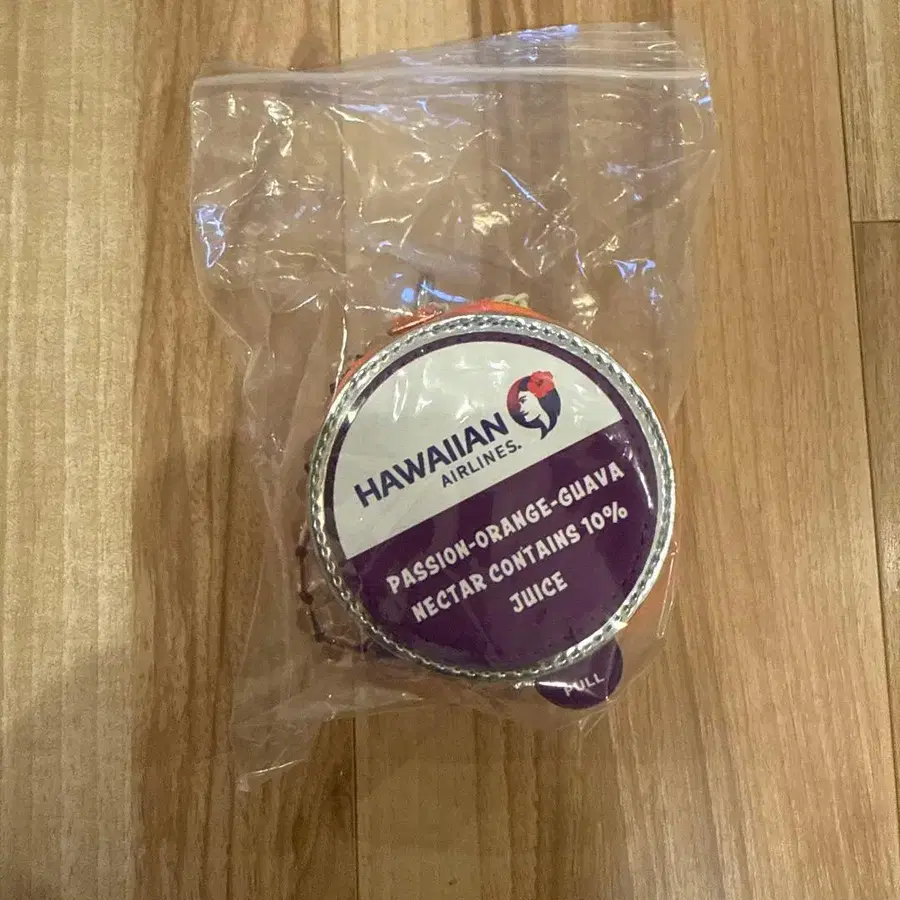 HAWAIIAN
AIRLINES.
PASSION-ORANGE-GUAVA
NECTAR CONTAINS 10%
JUICE
PULL